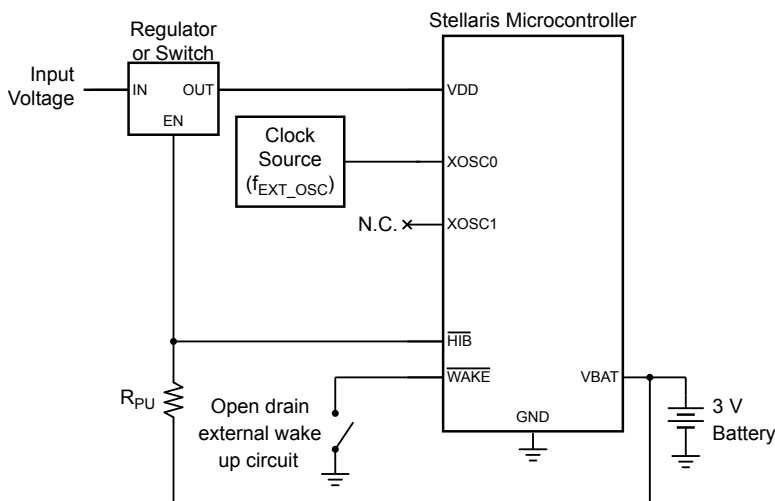 Stellaris Microcontroller
Regulator
or Switch
Input
Voltage
IN
OUT
EN
VDD
Clock
Source
(fEXT_OSC)
XOSC0
N.C.
XOSC1
HIB
WAKE
VBAT
RPU
Open drain
external wake
up circuit
GND
3 V
Battery